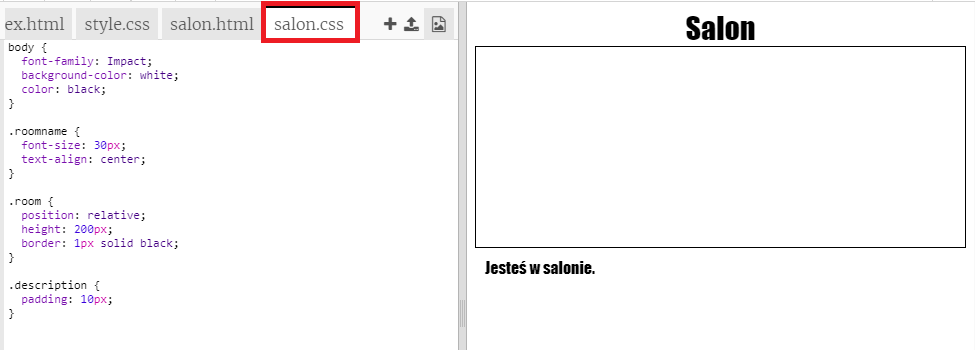 ex.html style.css salon.html salon.css
body {
  font-family: Impact;
  background-color: white;
  color: black;
}
.roomname {
  font-size: 30px;
  text-align: center;
}
.room {
  position: relative;
  height: 200px;
  border: 1px solid black;
}
.description {
  padding: 10px;
}
Salon
Jesteś w salonie.